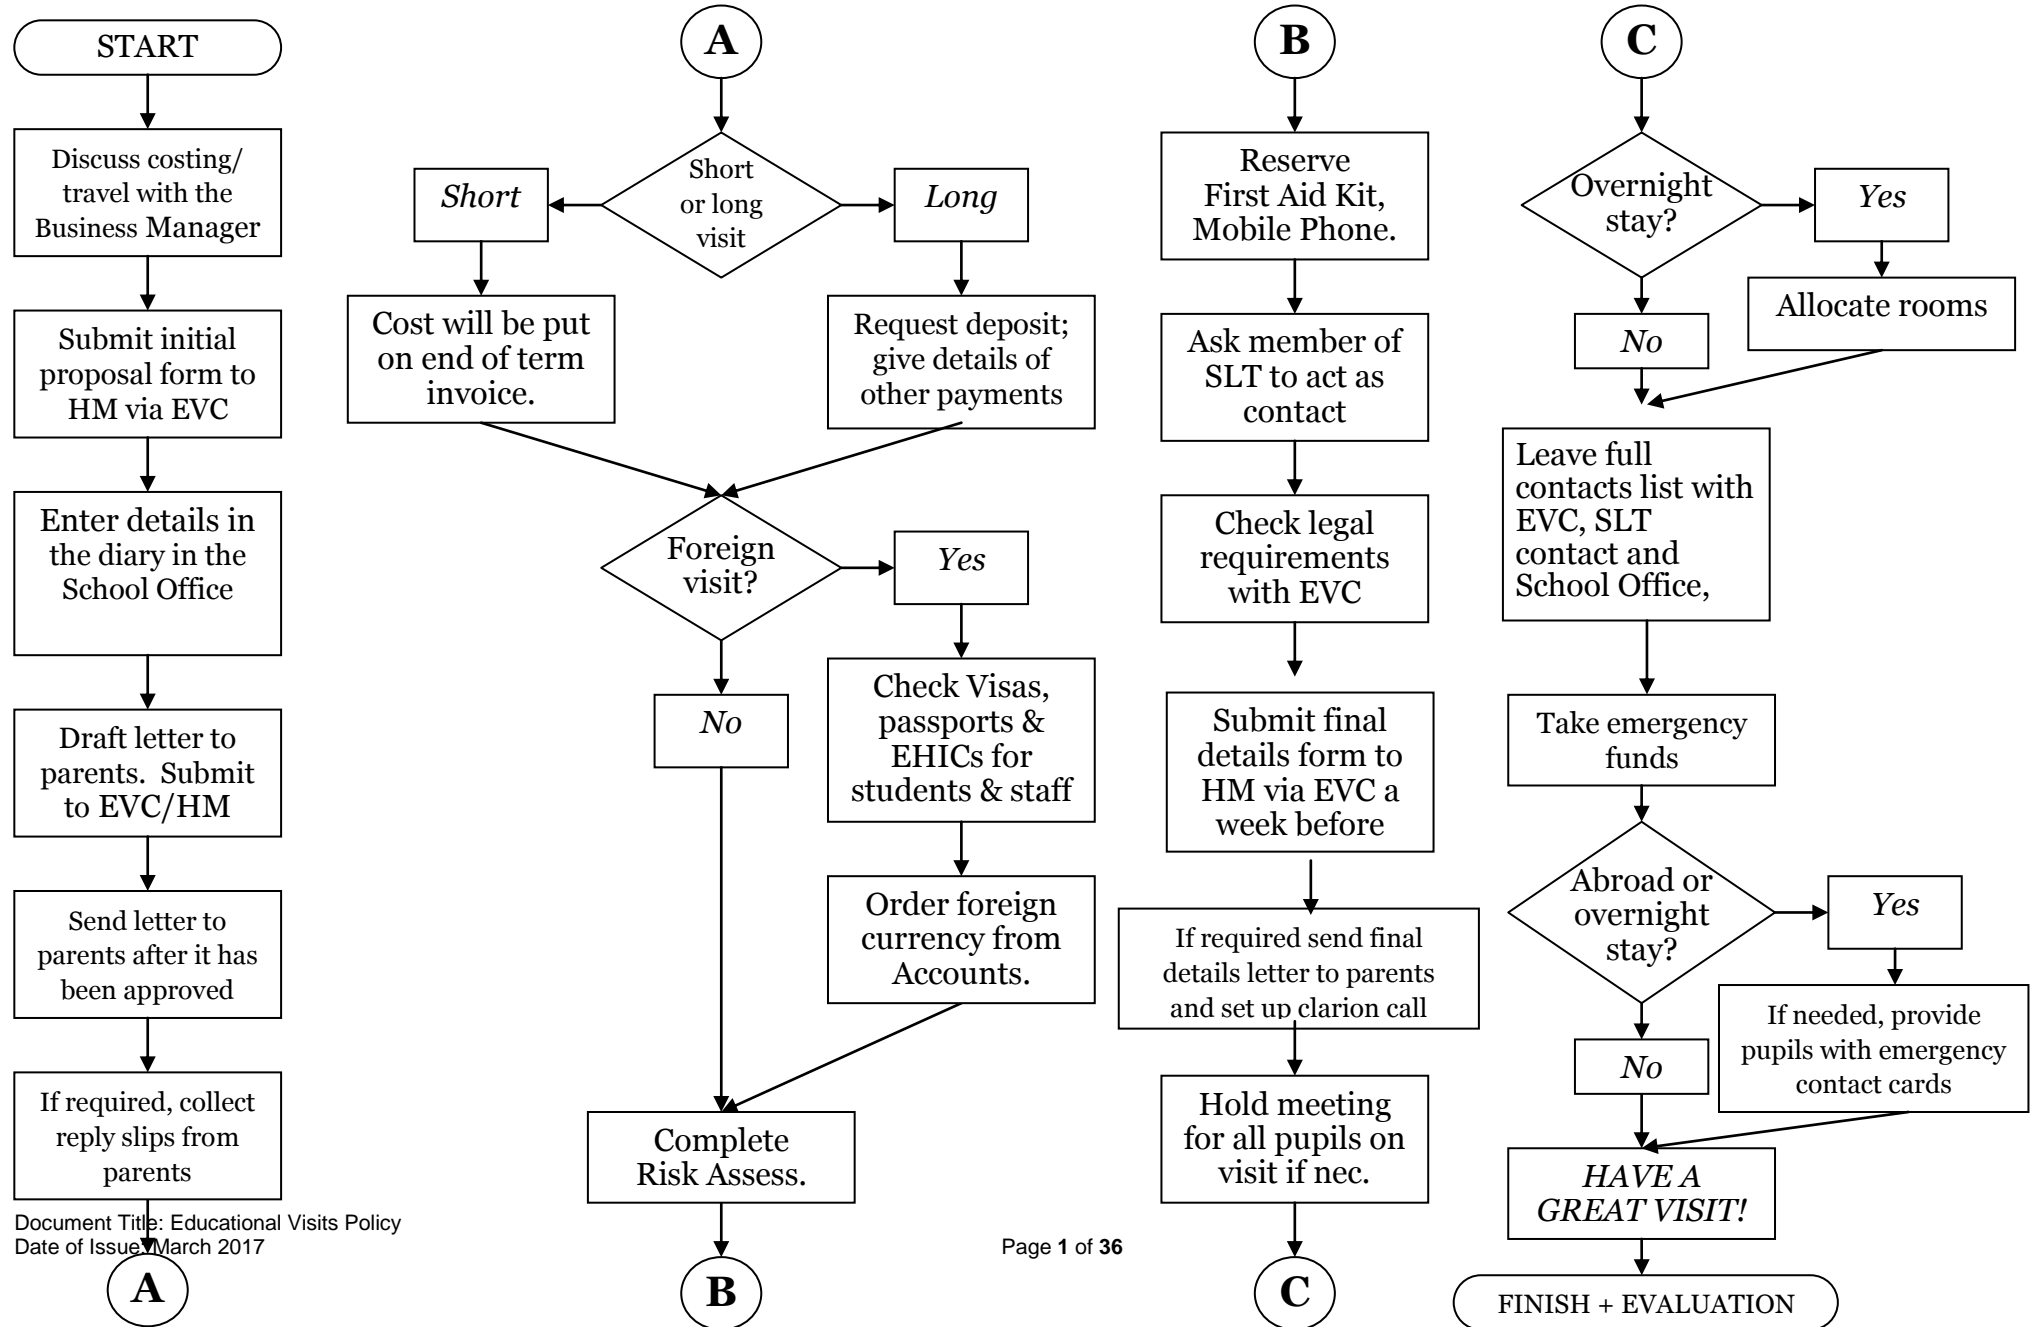 START
Discuss costing/
travel with the
Business Manager
Submit initial
proposal form to
HM via EVC
Enter details in
the diary in the
School Office
Draft letter to
parents.  Submit
to EVC/HM
Send letter to
parents after it has
been approved
If required, collect
reply slips from
parents
A
A
Short
or long
visit
Short
Long
Cost will be put
on end of term
invoice.
Request deposit;
give details of
other payments
Foreign
visit?
Yes
No
Check Visas,
passports &
EHICs for
students & staff
Order foreign
currency from
Accounts.
Complete
Risk Assess.
B
B
Reserve
First Aid Kit,
Mobile Phone.
Ask member of
SLT to act as
contact
Check legal
requirements
with EVC
Submit final
details form to
HM via EVC a
week before
If required send final
details letter to parents
and set up clarion call
Hold meeting
for all pupils on
visit if nec.
C
C
Overnight
stay?
Yes
Allocate rooms
No
Leave full
contacts list with
EVC, SLT
contact and
School Office,
Take emergency
funds
Abroad or
overnight
stay?
Yes
If needed, provide
pupils with emergency
contact cards
No
HAVE A
GREAT VISIT!
FINISH + EVALUATION
Document Title: Educational Visits Policy
Date of Issue: March 2017
Page 1 of 36